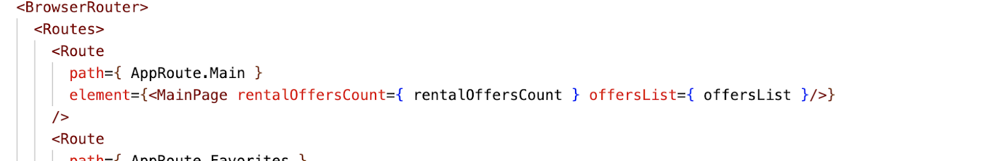 <BrowserRouter>
<Routes>
<Route
path={ AppRoute.Main }
element={<MainPage rentalOffersCount={ rentalOffersCount } offersList={ offersList }/>}
/>
<Route
path={ AppRoute.Favorites }